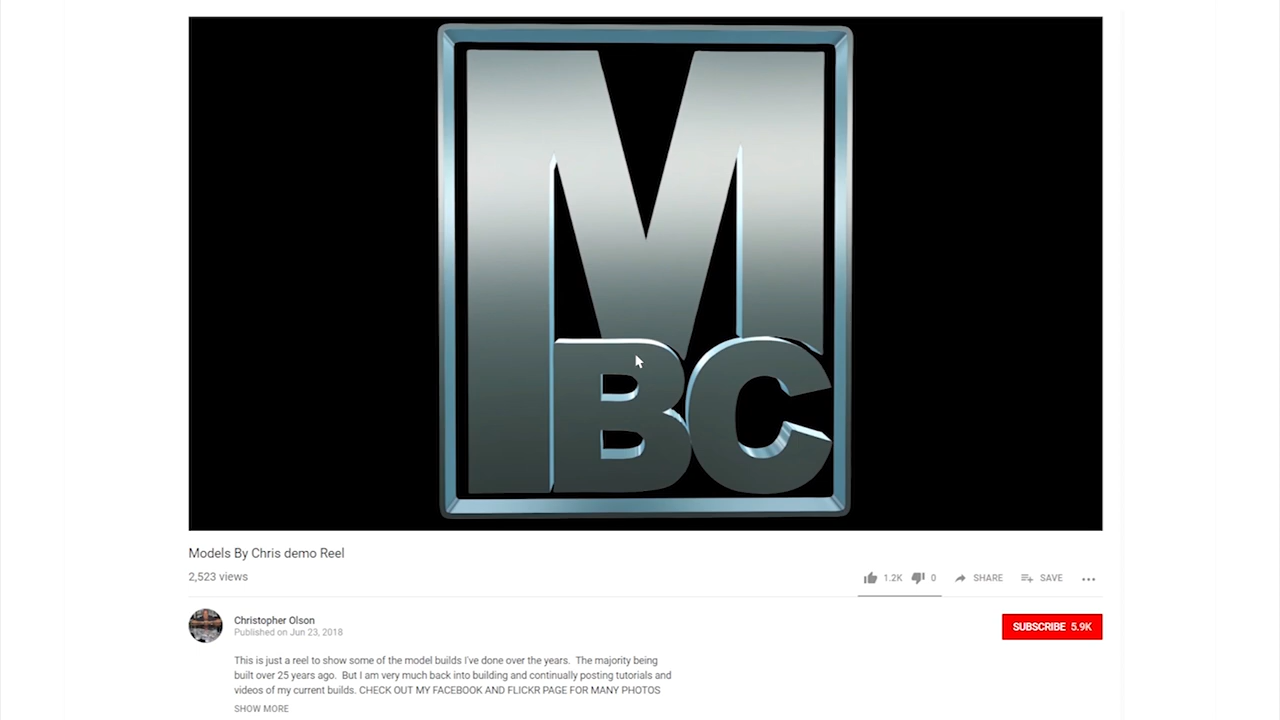 M
BC
Models By Chris demo Reel
2,523 views
1.2K 0 SHARE SAVE
Christopher Olson
Published on Jun 23, 2018
SUBSCRIBE 5.9K
This is just a reel to show some of the model builds I've done over the years. The majority being
built over 25 years ago. But I am very much back into building and continually posting tutorials and
videos of my current builds. CHECK OUT MY FACEBOOK AND FLICKR PAGE FOR MANY PHOTOS
SHOW MORE